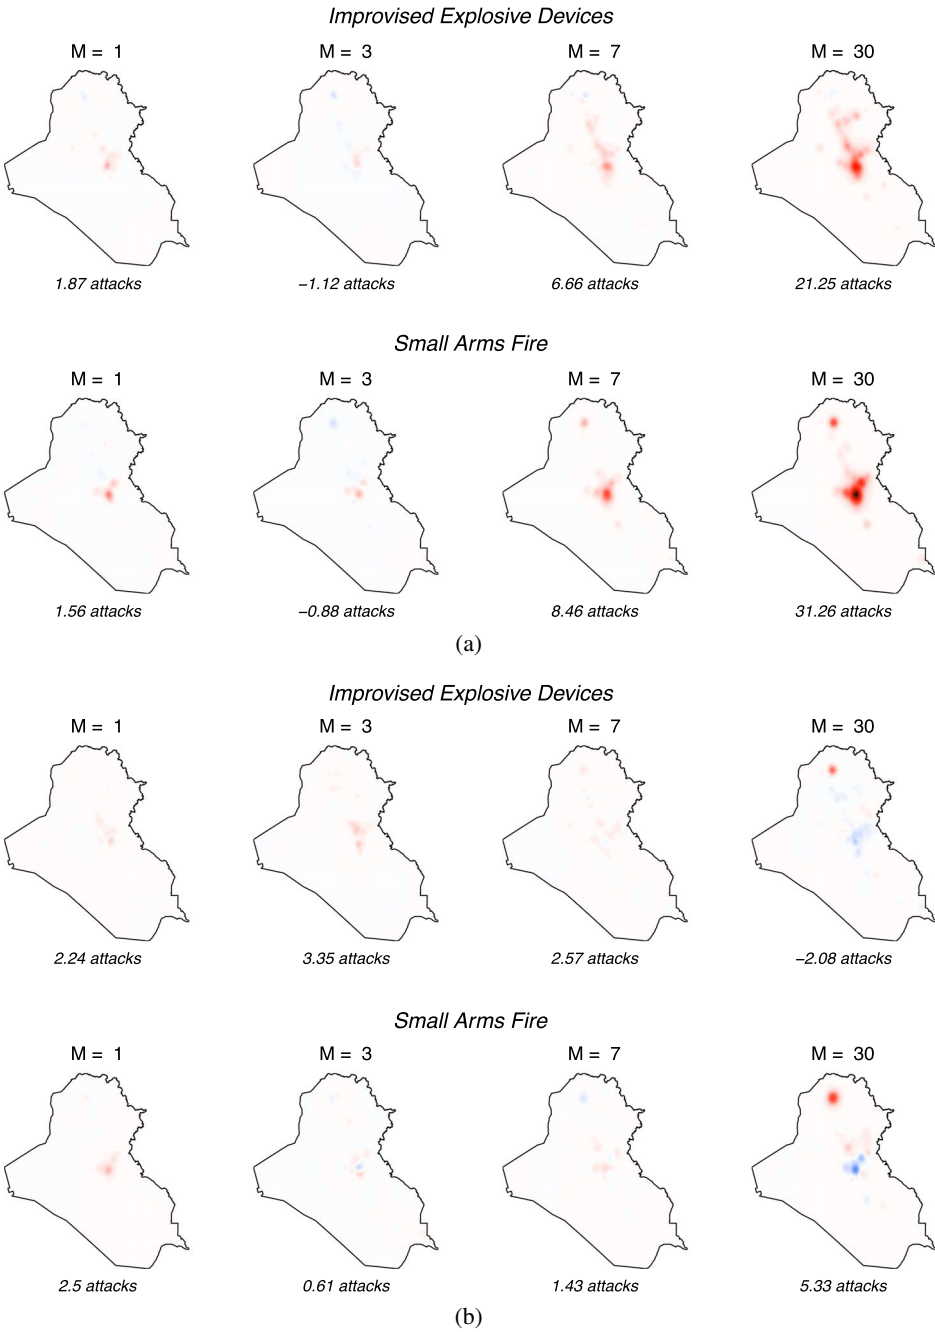 Improvised Explosive Devices
M = 1 M = 3 M = 7 M = 30
1.87 attacks −1.12 attacks 6.66 attacks 21.25 attacks
Small Arms Fire
M = 1 M = 3 M = 7 M = 30
1.56 attacks −0.88 attacks 8.46 attacks 31.26 attacks
(a)
Improvised Explosive Devices
M = 1 M = 3 M = 7 M = 30
2.24 attacks 3.35 attacks 2.57 attacks −2.08 attacks
Small Arms Fire
M = 1 M = 3 M = 7 M = 30
2.5 attacks 0.61 attacks 1.43 attacks 5.33 attacks
(b)